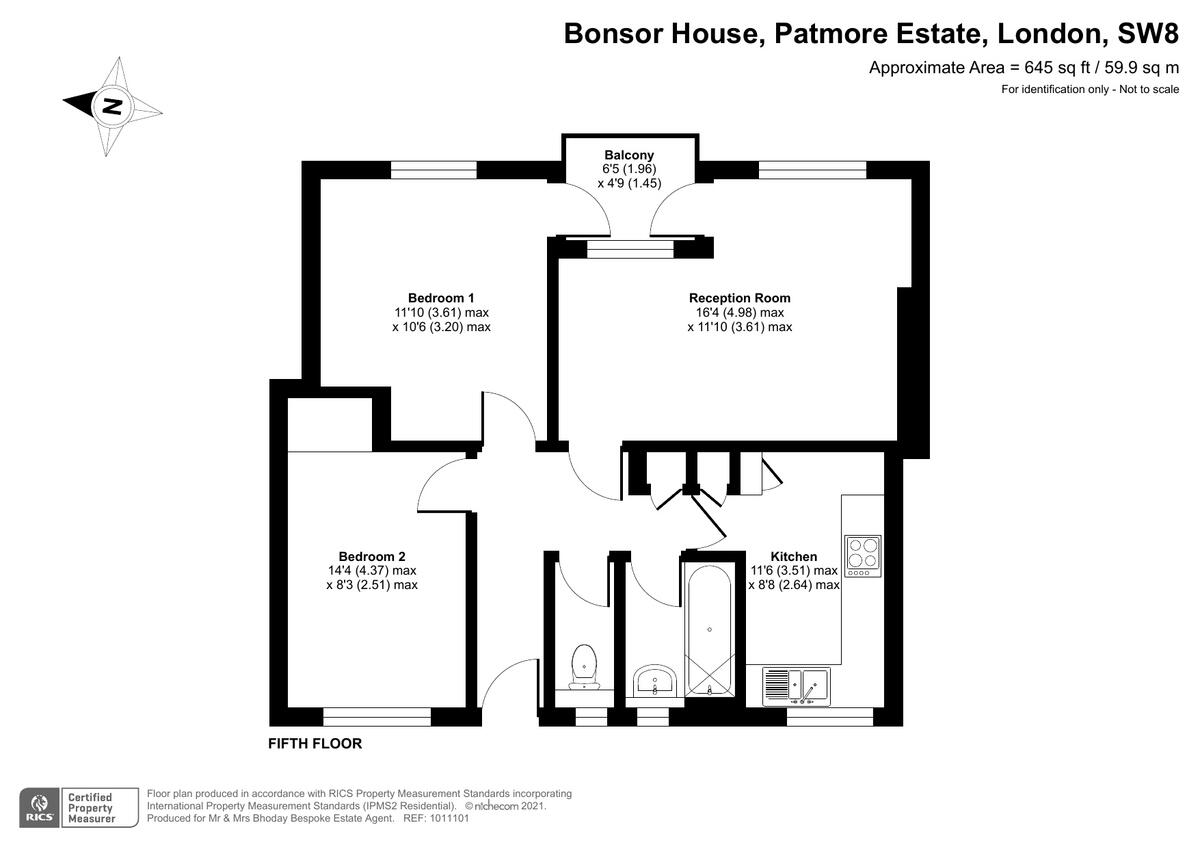 Bonsor House, Patmore Estate, London, SW8
Approximate Area = 645 sq ft / 59.9 sq m
For identification only - Not to scale
N
Balcony
6'5 (1.96)
x 4'9 (1.45)
Bedroom 1
11'10 (3.61) max
x 10'6 (3.20) max
Reception Room
16'4 (4.98) max
x 11'10 (3.61) max
Bedroom 2
14'4 (4.37) max
x 8'3 (2.51) max
Kitchen
11'6 (3.51) max
x 8'8 (2.64) max
FIFTH FLOOR
RICS
Certified
Property
Measurer
Floor plan produced in accordance with RICS Property Measurement Standards incorporating
International Property Measurement Standards (IPMS2 Residential). © nichecom 2021.
Produced for Mr & Mrs Bhoday Bespoke Estate Agent. REF: 1011101